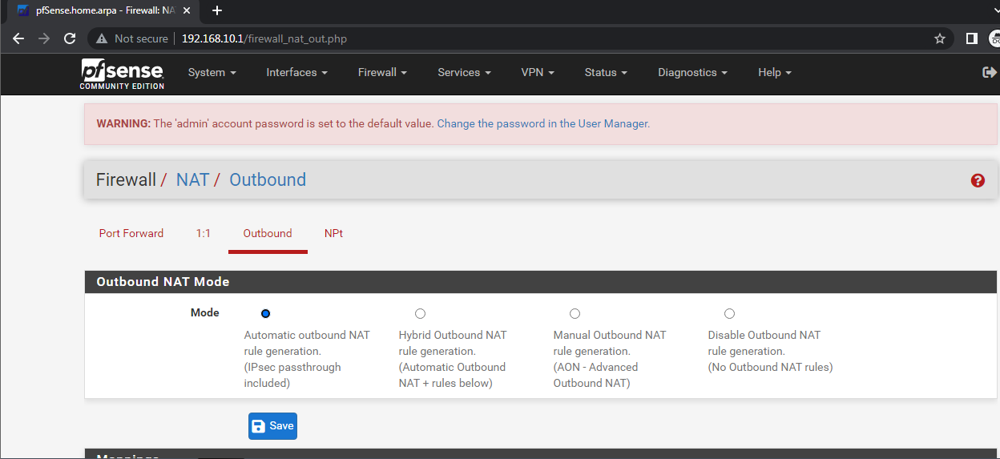 pfSense.home.arpa - Firewall: NA
Not secure 192.168.10.1/firewall_nat_out.php
pfsense COMMUNITY EDITION
System Interfaces Firewall Services VPN Status Diagnostics Help
WARNING: The 'admin' account password is set to the default value. Change the password in the User Manager.
Firewall / NAT / Outbound
Port Forward 1:1 Outbound NPt
Outbound NAT Mode
Mode
Automatic outbound NAT
rule generation.
(IPsec passthrough
included)
Hybrid Outbound NAT
rule generation.
(Automatic Outbound
NAT + rules below)
Manual Outbound NAT
rule generation.
(AON - Advanced
Outbound NAT)
Disable Outbound NAT
rule generation.
(No Outbound NAT rules)
Save
Mappings